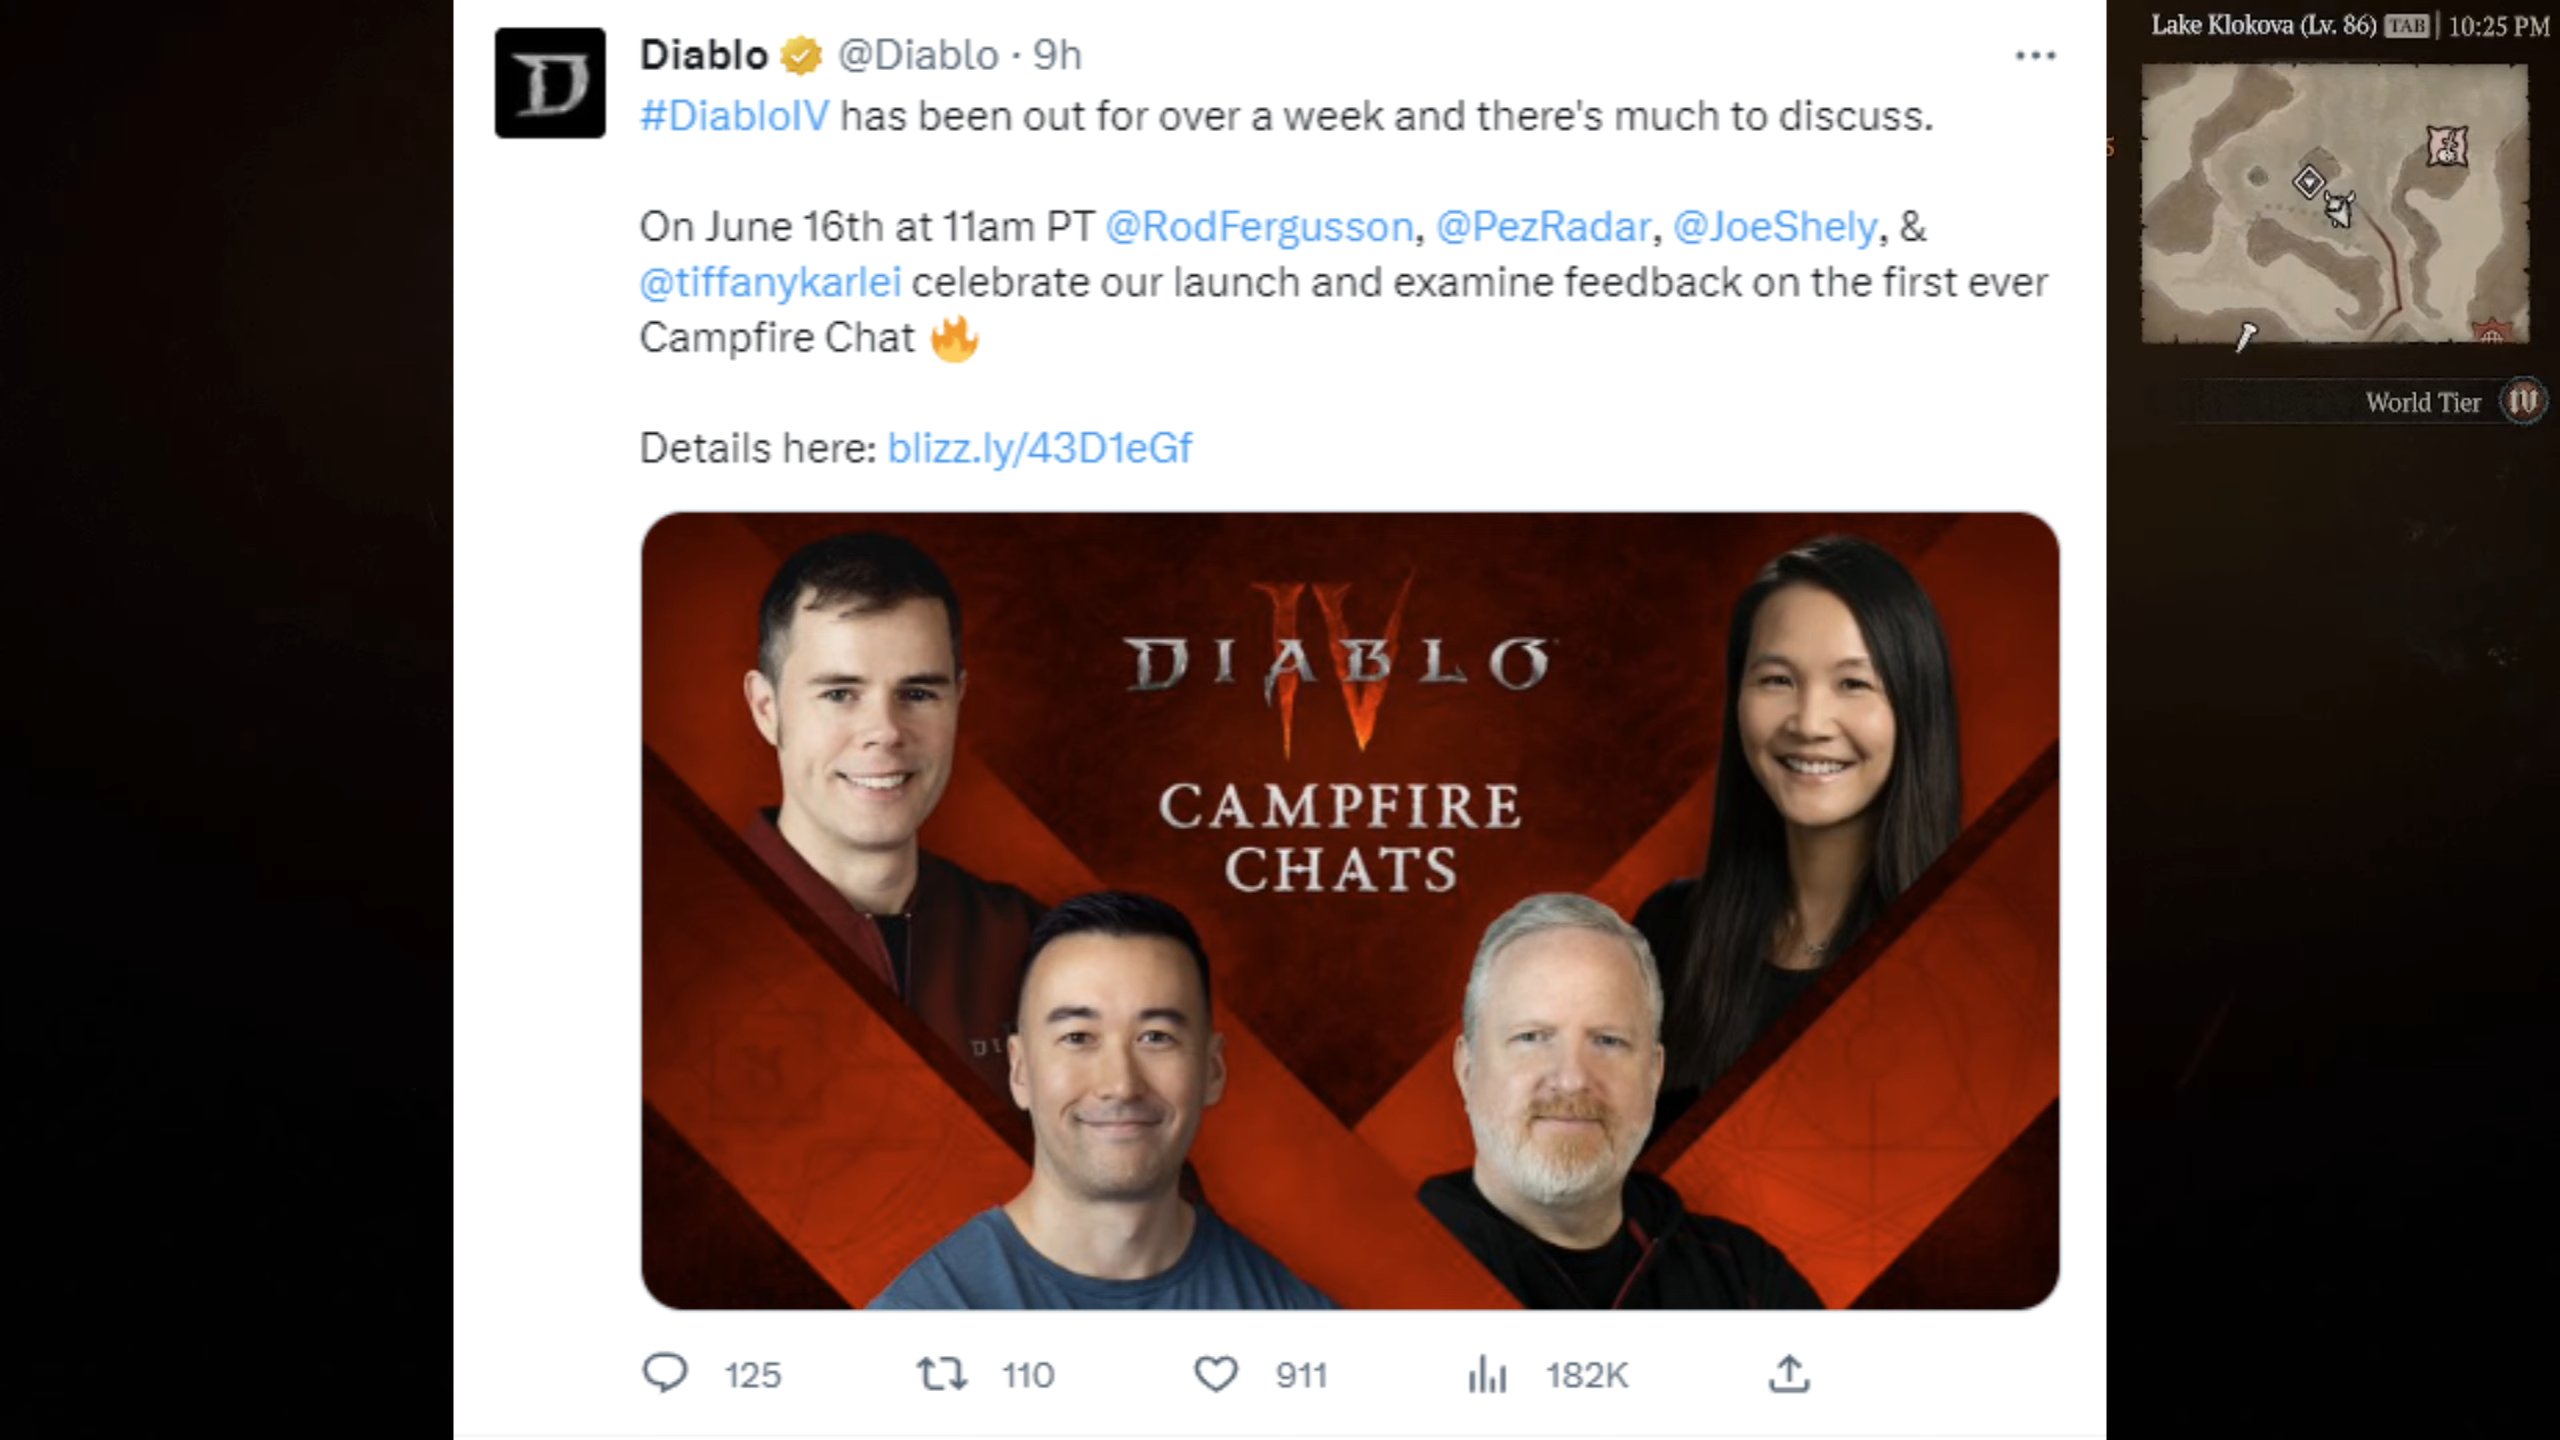 Diablo @Diablo · 9h
#DiabloIV has been out for over a week and there's much to discuss.
On June 16th at 11am PT @RodFergusson, @PezRadar, @JoeShely, &
@tiffanykarlei celebrate our launch and examine feedback on the first ever
Campfire Chat 🔥
Details here: blizz.ly/43D1eGf
IV
DIABLO
CAMPFIRE
CHATS
DI
125 110 911 182K
Lake Klokova (Lv. 86) TAB | 10:25 PM
5
World Tier IV